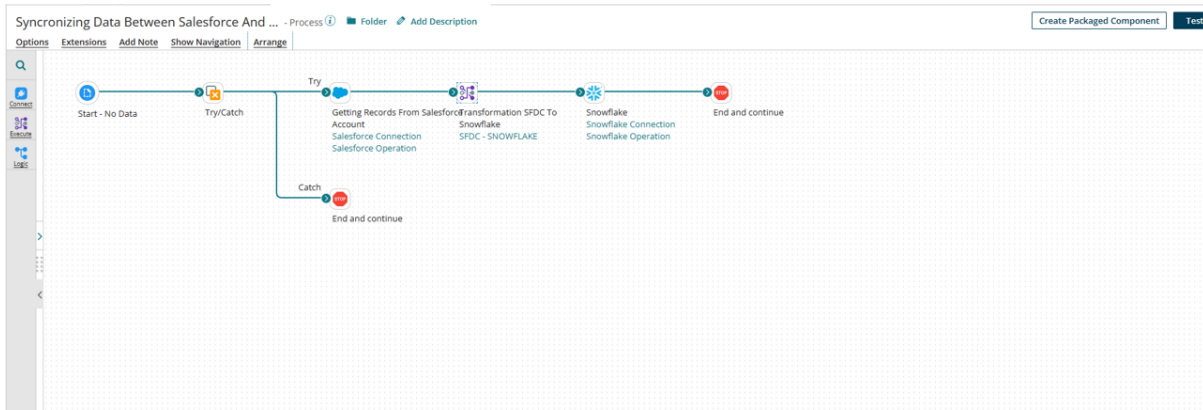 Syncronizing Data Between Salesforce And ... - Process i Folder Add Description
Create Packaged Component
Test
Options Extensions Add Note Show Navigation Arrange
Connect
Execute
Logic
Start - No Data
Try/Catch
Try
Getting Records From Salesforce
Account
Salesforce Connection
Salesforce Operation
Transformation SFDC To
Snowflake
SFDC - SNOWFLAKE
Snowflake
Snowflake Connection
Snowflake Operation
STOP
End and continue
Catch
STOP
End and continue